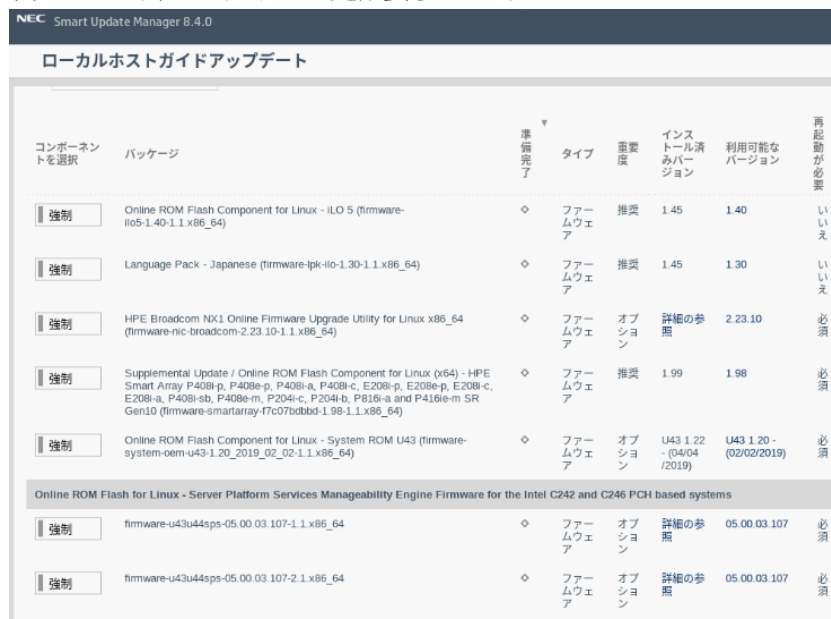 NEC Smart Update Manager 8.4.0
ローカルホストガイドアップデート
コンポーネントを選択 パッケージ 準備完了 ▼ タイプ 重要度 インストール済みバージョン 利用可能なバージョン 再起動が必要
強制 Online ROM Flash Component for Linux - iLO 5 (firmware-
ilo5-1.40-1.1.x86_64) ◇ ファームウェア 推奨 1.45 1.40 いいえ
強制 Language Pack - Japanese (firmware-lpk-ilo-1.30-1.1.x86_64) ◇ ファームウェア 推奨 1.45 1.30 いいえ
強制 HPE Broadcom NX1 Online Firmware Upgrade Utility for Linux x86_64
(firmware-nic-broadcom-2.23.10-1.1.x86_64) ◇ ファームウェア オプション 詳細の参照 2.23.10 必須
強制 Supplemental Update / Online ROM Flash Component for Linux (x64) - HPE
Smart Array P408i-p, P408e-p, P408i-a, P408i-c, E208i-p, E208e-p, E208i-c,
E208i-a, P408i-sb, P408e-m, P204i-c, P204i-b, P816i-a and P416ie-m SR
Gen10 (firmware-smartarray-f7c07bdbbd-1.98-1.1.x86_64) ◇ ファームウェア 推奨 1.99 1.98 必須
強制 Online ROM Flash Component for Linux - System ROM U43 (firmware-
system-oem-u43-1.20_2019_02_02-1.1.x86_64) ◇ ファームウェア オプション U43 1.22 - (04/04/2019) U43 1.20 - (02/02/2019) 必須
Online ROM Flash for Linux - Server Platform Services Manageability Engine Firmware for the Intel C242 and C246 PCH based systems
強制 firmware-u43u44sps-05.00.03.107-1.1.x86_64 ◇ ファームウェア オプション 詳細の参照 05.00.03.107 必須
強制 firmware-u43u44sps-05.00.03.107-2.1.x86_64 ◇ ファームウェア オプション 詳細の参照 05.00.03.107 必須